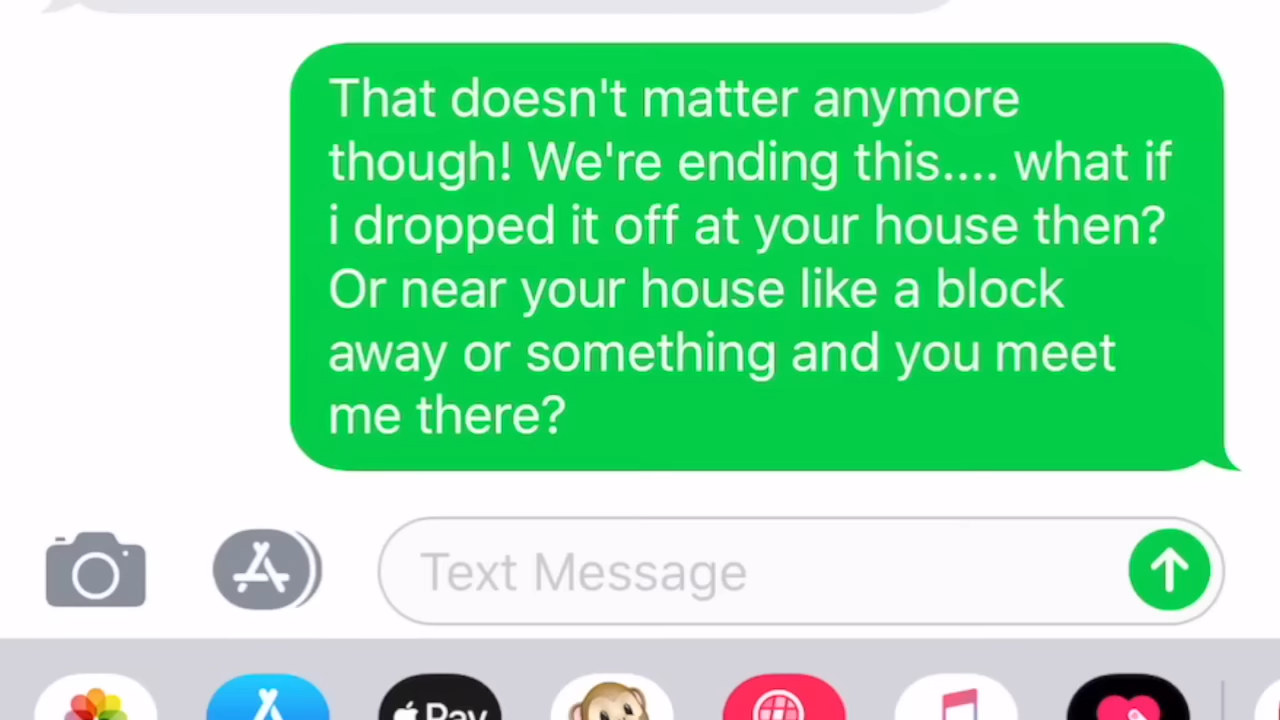 That doesn't matter anymore
though! We're ending this.... what if
i dropped it off at your house then?
Or near your house like a block
away or something and you meet
me there?
Text Message
Pay